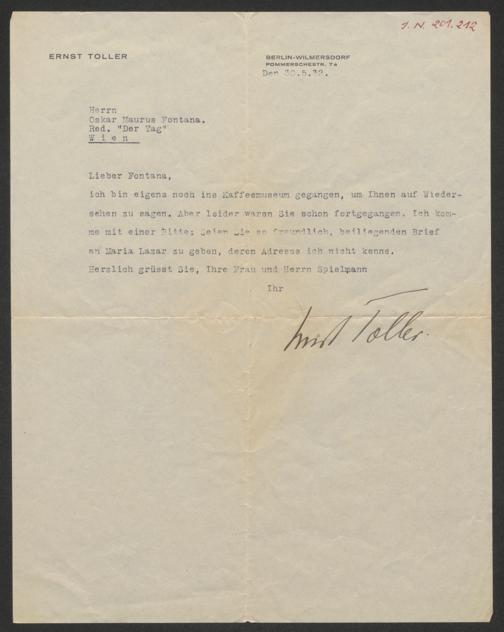 I. N. 201.212
ERNST TOLLER
BERLIN-WILMERSDORF
POMMERSCHESTR. 7a
Den 30.5.32.
Herrn
Oskar Maurus Fontana.
Red. "Der Tag"
W i e n
Lieber Fontana,
ich bin eigens noch ins Kaffeemuseum gegangen, um Ihnen auf Wieder-
sehen zu sagen. Aber leider waren Sie schon fortgegangen. Ich kom-
me mit einer Bitte: Seien Sie so freundlich, beiliegenden Brief
an Maria Lazar zu geben, deren Adresse ich nicht kenne.
Herzlich grüsst Sie, Ihre Frau und Herrn Spielmann
Ihr
Ernst Toller.